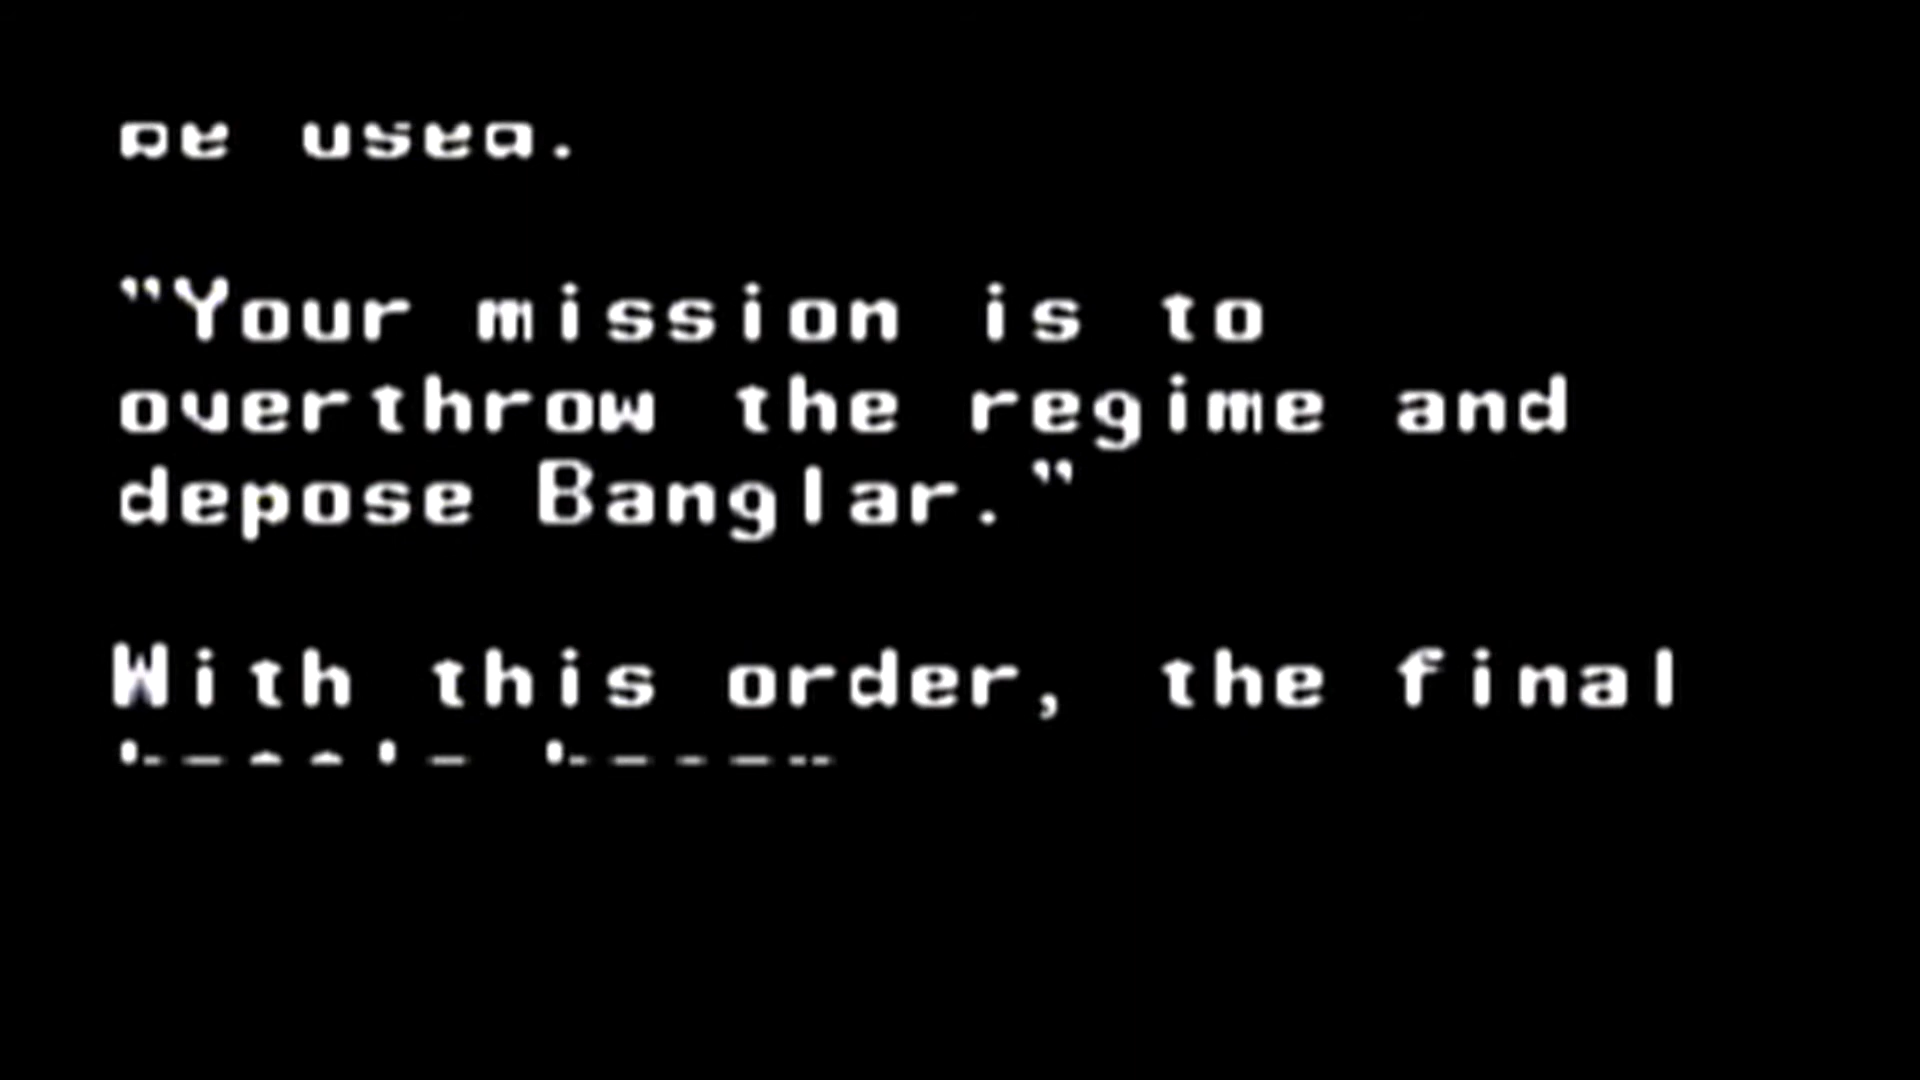 be used.
"Your mission is to
overthrow the regime and
depose Banglar."
With this order, the final